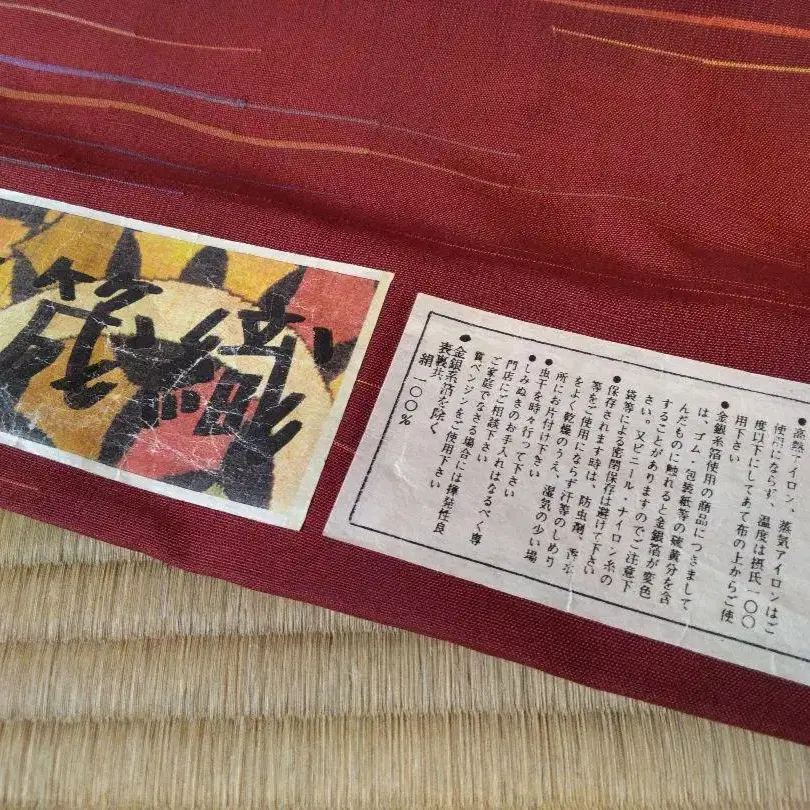 ●高熱アイロン、蒸気アイロンはご
使用にならず、温度は摂氏一〇〇
度以下にしてあて布の上からご使
用下さい
●金銀糸箔使用の商品につきまして
は、ゴム・包装紙等の硫黄分を含
んだものに触れると金銀箔が変色
することがありますのでご注意下
さい。又ビニール・ナイロン糸の
袋等による密閉保存は避けて下さい
●保存されます時は、防虫剤、香水
等をご使用にならず汗等のしめり
をよく乾燥のうえ、湿気の少い場
所にお片付け下さい
●虫干を時々行って下さい
●しみぬきのお手入れはなるべく専
門店にご相談下さい
ご家庭でなさる場合には揮発性良
質ベンジンをご使用下さい
●金銀糸箔を除く
表裏共
絹一〇〇%